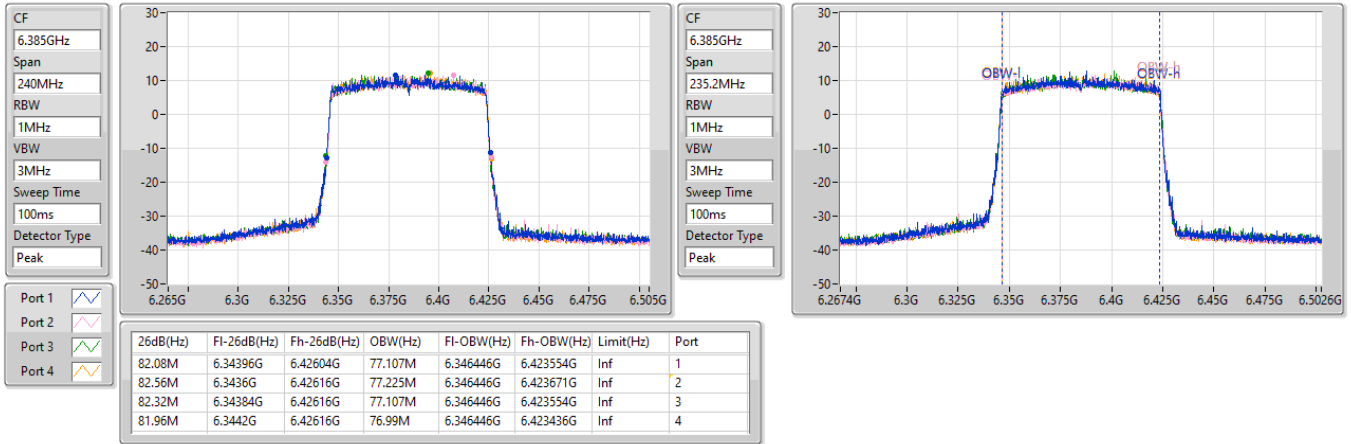 CF
6.385GHz
Span
240MHz
RBW
1MHz
VBW
3MHz
Sweep Time
100ms
Detector Type
Peak
30
20
10
0
-10
-20
-30
-40
-50
6.265G 6.3G 6.325G 6.35G 6.375G 6.4G 6.425G 6.45G 6.475G 6.505G
CF
6.385GHz
Span
235.2MHz
RBW
1MHz
VBW
3MHz
Sweep Time
100ms
Detector Type
Peak
30
20
10
0
-10
-20
-30
-40
-50
OBW-l
OBW-h
OBW-h
6.2674G 6.3G 6.325G 6.35G 6.375G 6.4G 6.425G 6.45G 6.475G 6.5026G
Port 1
Port 2
Port 3
Port 4
26dB(Hz) Fl-26dB(Hz) Fh-26dB(Hz) OBW(Hz) Fl-OBW(Hz) Fh-OBW(Hz) Limit(Hz) Port
82.08M 6.34396G 6.42604G 77.107M 6.346446G 6.423554G Inf 1
82.56M 6.3436G 6.42616G 77.225M 6.346446G 6.423671G Inf 2
82.32M 6.34384G 6.42616G 77.107M 6.346446G 6.423554G Inf 3
81.96M 6.3442G 6.42616G 76.99M 6.346446G 6.423436G Inf 4